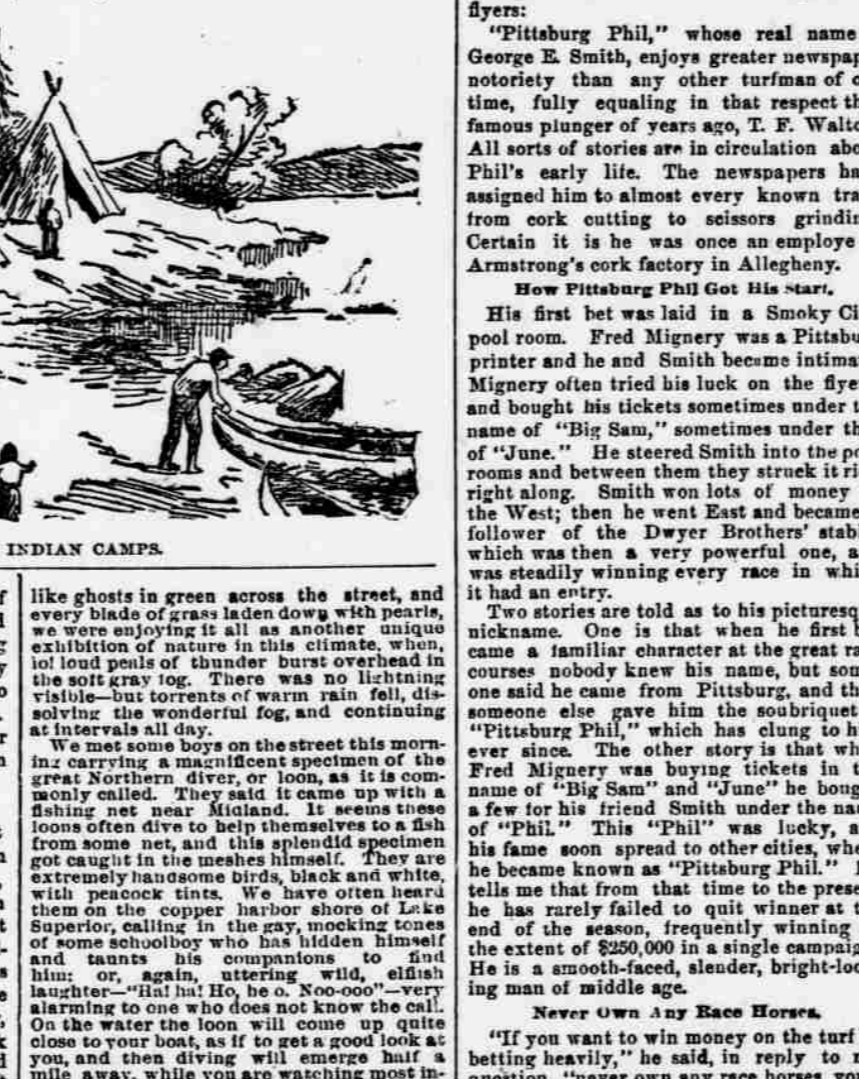 INDIAN CAMPS.
like ghosts in green across the street, and
every blade of grass laden down with pearls,
we were enjoying it all as another unique
exhibition of nature in this climate, when,
lo! loud peals of thunder burst overhead in
the soft gray fog. There was no lightning
visible—but torrents of warm rain fell, dis-
solving the wonderful fog, and continuing
at intervals all day.
We met some boys on the street this morn-
ing carrying a magnificent specimen of the
great Northern diver, or loon, as it is com-
monly called. They said it came up with a
fishing net near Midland. It seems these
loons often dive to help themselves to a fish
from some net, and this splendid specimen
got caught in the meshes himself. They are
extremely handsome birds, black and white,
with peacock tints. We have often heard
them on the copper harbor shore of Lake
Superior, calling in the gay, mocking tones
of some schoolboy who has hidden himself
and taunts his companions to find
him: or, again, uttering wild, elfish
laughter—"Ha! ha! Ho, he o. Noo-ooo"—very
alarming to one who does not know the call.
On the water the loon will come up quite
close to your boat, as if to get a good look at
you, and then diving will emerge half a
mile away, while you are watching most in-
flyers:
"Pittsburg Phil," whose real name
George E. Smith, enjoys greater newspap
notoriety than any other turfman of
time, fully equaling in that respect th
famous plunger of years ago, T. F. Walto
All sorts of stories are in circulation abo
Phil's early life. The newspapers ha
assigned him to almost every known tra
from cork cutting to scissors grindin
Certain it is he was once an employe
Armstrong's cork factory in Allegheny.
How Pittsburg Phil Got His Start.
His first bet was laid in a Smoky Ci
pool room. Fred Mignery was a Pittsbu
printer and he and Smith became intima
Mignery often tried his luck on the flye
and bought his tickets sometimes under t
name of "Big Sam," sometimes under th
of "June." He steered Smith into the po
rooms and between them they struck it ri
right along. Smith won lots of money
the West; then he went East and became
follower of the Dwyer Brothers' stabl
which was then a very powerful one, a
was steadily winning every race in whi
it had an entry.
Two stories are told as to his picturesq
nickname. One is that when he first b
came a familiar character at the great ra
courses nobody knew his name, but som
one said he came from Pittsburg, and th
someone else gave him the soubriquet
"Pittsburg Phil," which has clung to h
ever since. The other story is that wh
Fred Mignery was buying tickets in t
name of "Big Sam" and "June" he boug
a few for his friend Smith under the nam
of "Phil." This "Phil" was lucky, a
his fame soon spread to other cities, whe
he became known as "Pittsburg Phil."
tells me that from that time to the prese
he has rarely failed to quit winner at t
end of the season, frequently winning
the extent of $250,000 in a single campaig
He is a smooth-faced, slender, bright-loo
ing man of middle age.
Never Own Any Race Horses.
"If you want to win money on the turf
betting heavily," he said, in reply to
question, "never own any race horses